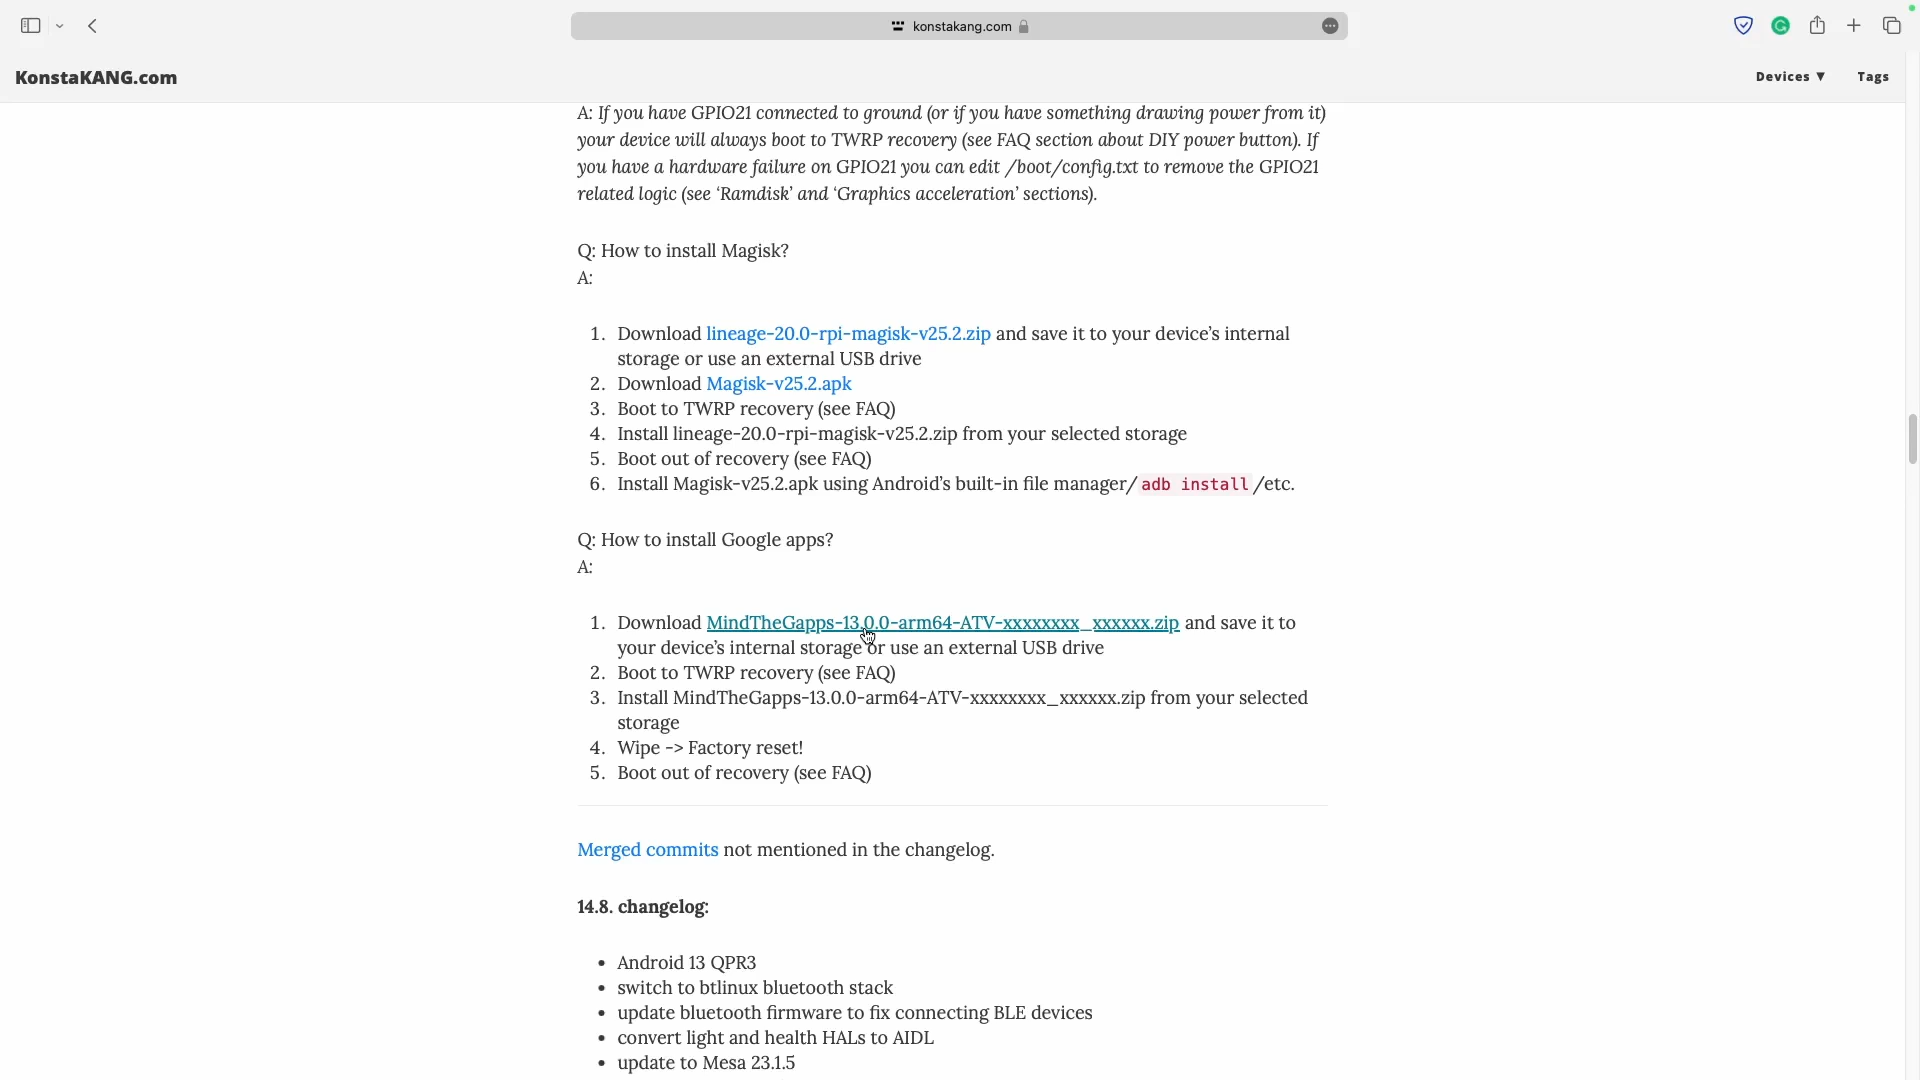 konstakang.com
KonstaKANG.com
Devices ▼
Tags
A: If you have GPIO21 connected to ground (or if you have something drawing power from it)
your device will always boot to TWRP recovery (see FAQ section about DIY power button). If
you have a hardware failure on GPIO21 you can edit /boot/config.txt to remove the GPIO21
related logic (see ‘Ramdisk’ and ‘Graphics acceleration’ sections).
Q: How to install Magisk?
A:
1. Download lineage-20.0-rpi-magisk-v25.2.zip and save it to your device’s internal
storage or use an external USB drive
2. Download Magisk-v25.2.apk
3. Boot to TWRP recovery (see FAQ)
4. Install lineage-20.0-rpi-magisk-v25.2.zip from your selected storage
5. Boot out of recovery (see FAQ)
6. Install Magisk-v25.2.apk using Android’s built-in file manager/adb install/etc.
Q: How to install Google apps?
A:
1. Download MindTheGapps-13.0.0-arm64-ATV-xxxxxxxx_xxxxxx.zip and save it to
your device’s internal storage or use an external USB drive
2. Boot to TWRP recovery (see FAQ)
3. Install MindTheGapps-13.0.0-arm64-ATV-xxxxxxxx_xxxxxx.zip from your selected
storage
4. Wipe -> Factory reset!
5. Boot out of recovery (see FAQ)
Merged commits not mentioned in the changelog.
14.8. changelog:
• Android 13 QPR3
• switch to btlinux bluetooth stack
• update bluetooth firmware to fix connecting BLE devices
• convert light and health HALs to AIDL
• update to Mesa 23.1.5